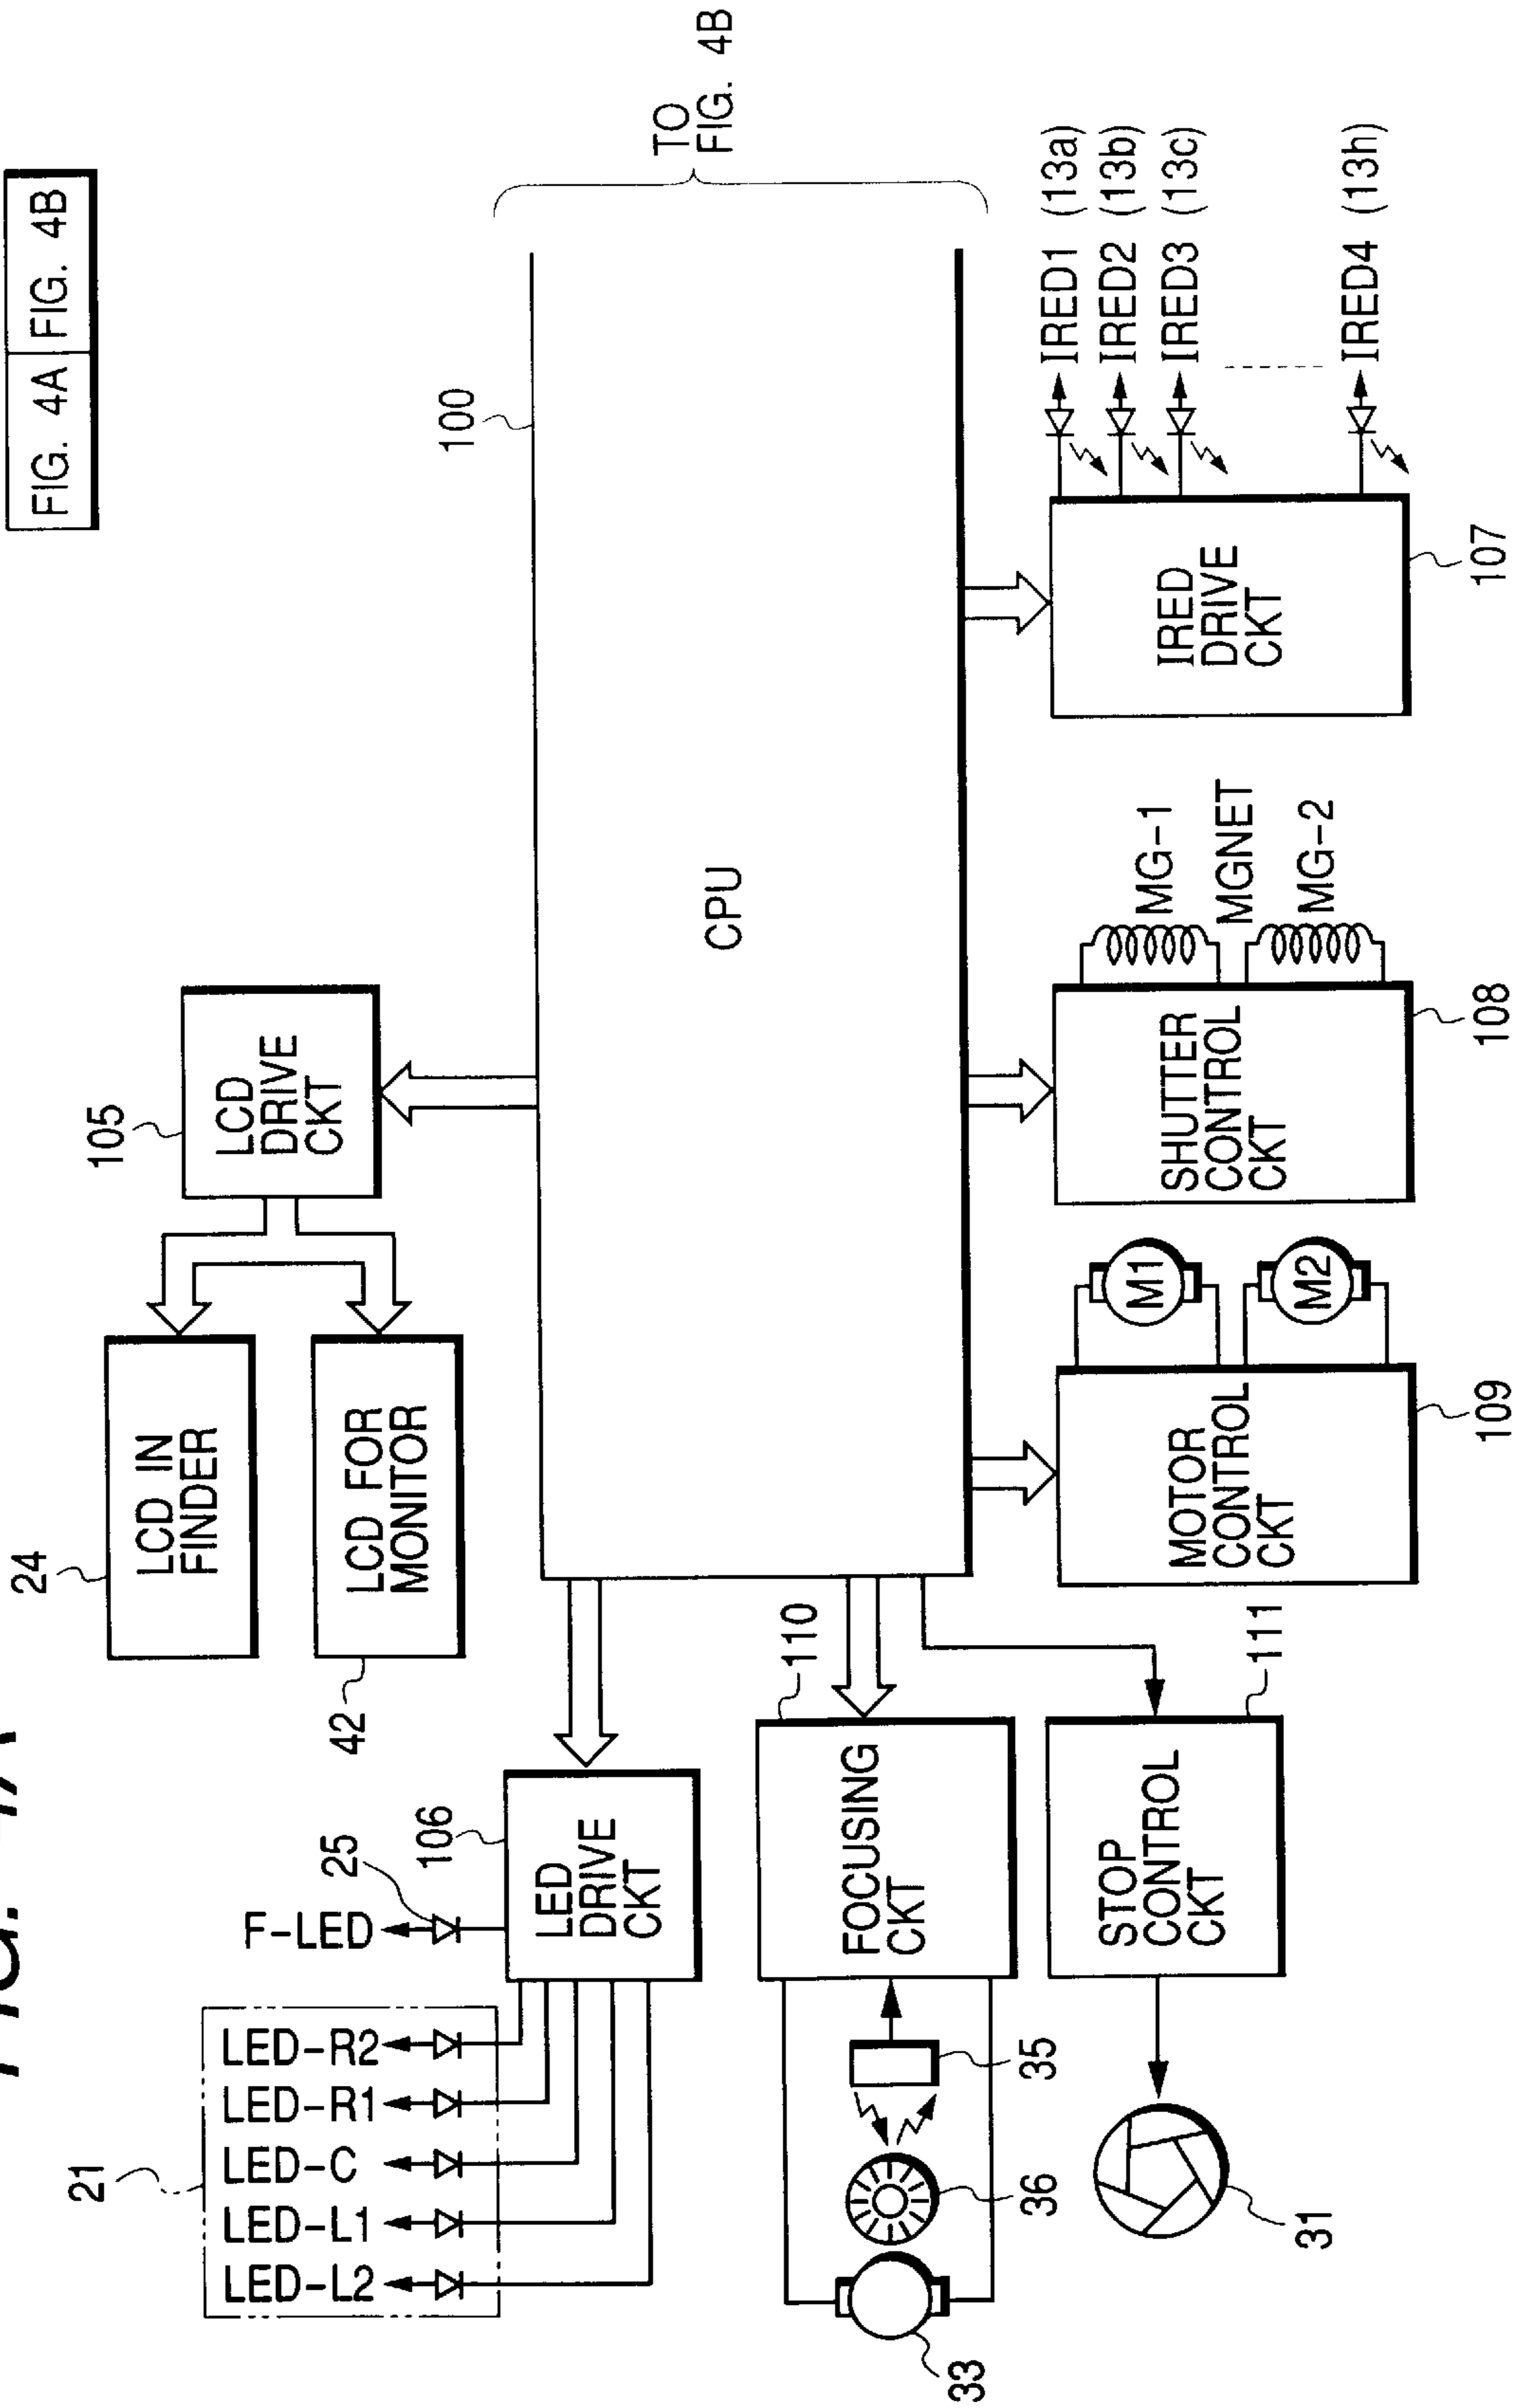 FIG. 4A
FIG. 4A
FIG. 4B
21
LED-L2
LED-L1
LED-C
LED-R1
LED-R2
F-LED
25
106
LED
DRIVE
CKT
24
LCD IN
FINDER
42
LCD FOR
MONITOR
105
LCD
DRIVE
CKT
100
CPU
TO
FIG. 4B
33
36
35
FOCUSING
CKT
110
31
STOP
CONTROL
CKT
111
MOTOR
CONTROL
CKT
109
M1
M2
SHUTTER
CONTROL
CKT
108
MG-1
MGNET
MG-2
IRED
DRIVE
CKT
107
IRED1 (13a)
IRED2 (13b)
IRED3 (13c)
IRED4 (13h)